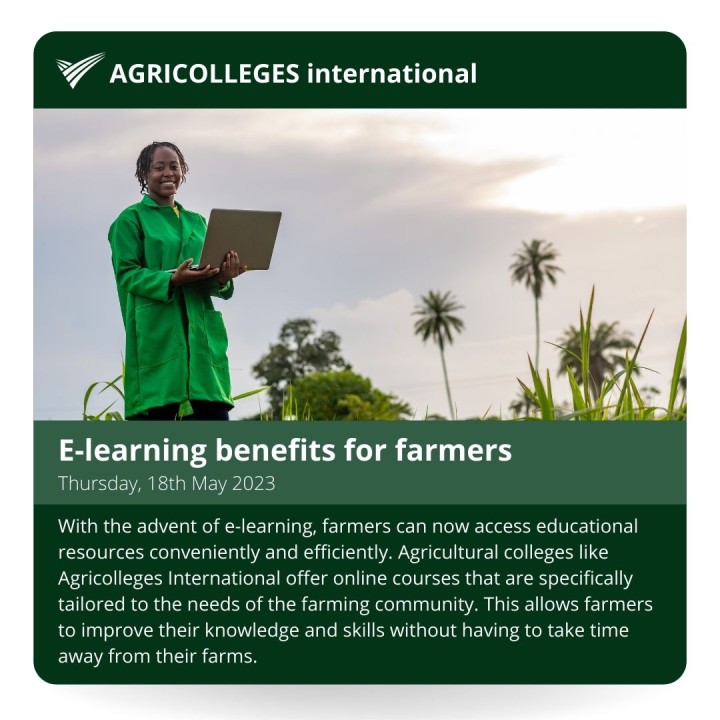 AGRICOLLEGES international
E-learning benefits for farmers
Thursday, 18th May 2023
With the advent of e-learning, farmers can now access educational
resources conveniently and efficiently. Agricultural colleges like
Agricolleges International offer online courses that are specifically
tailored to the needs of the farming community. This allows farmers
to improve their knowledge and skills without having to take time
away from their farms.